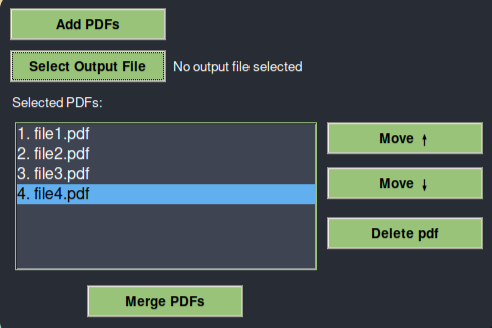 Add PDFs
Select Output File No output file selected
Selected PDFs:
1. file1.pdf
2. file2.pdf
3. file3.pdf
4. file4.pdf
Move ↑
Move ↓
Delete pdf
Merge PDFs